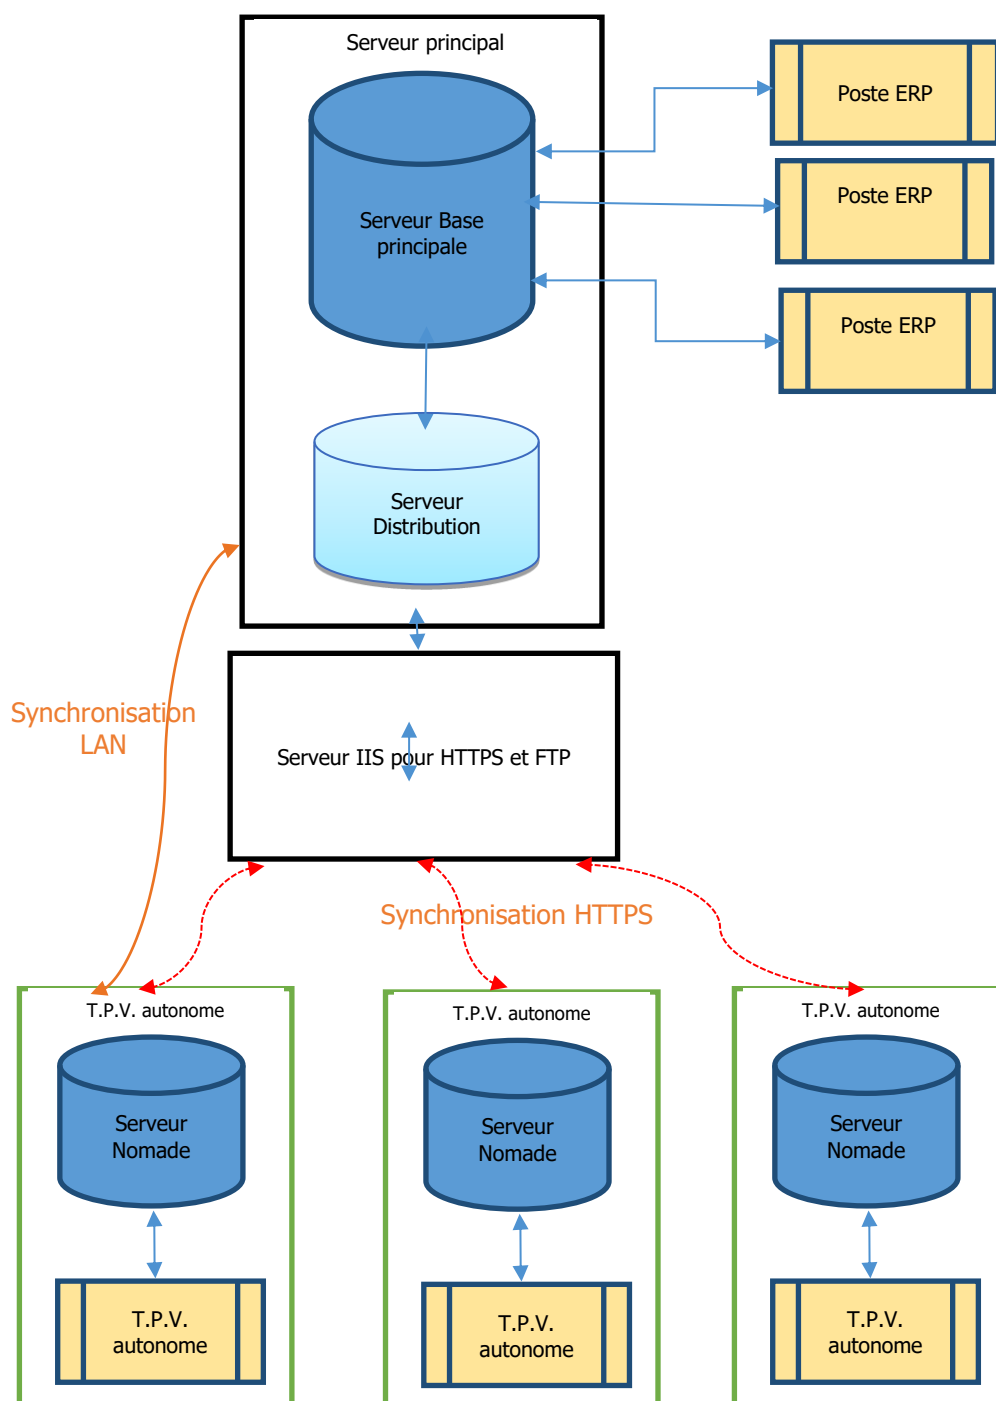 Serveur principal
Poste ERP
Poste ERP
Serveur Base
principale
Poste ERP
Serveur
Distribution
Synchronisation
LAN
Serveur IIS pour HTTPS et FTP
Synchronisation HTTPS
T.P.V. autonome
T.P.V. autonome
T.P.V. autonome
Serveur
Nomade
Serveur
Nomade
Serveur
Nomade
T.P.V.
autonome
T.P.V.
autonome
T.P.V.
autonome